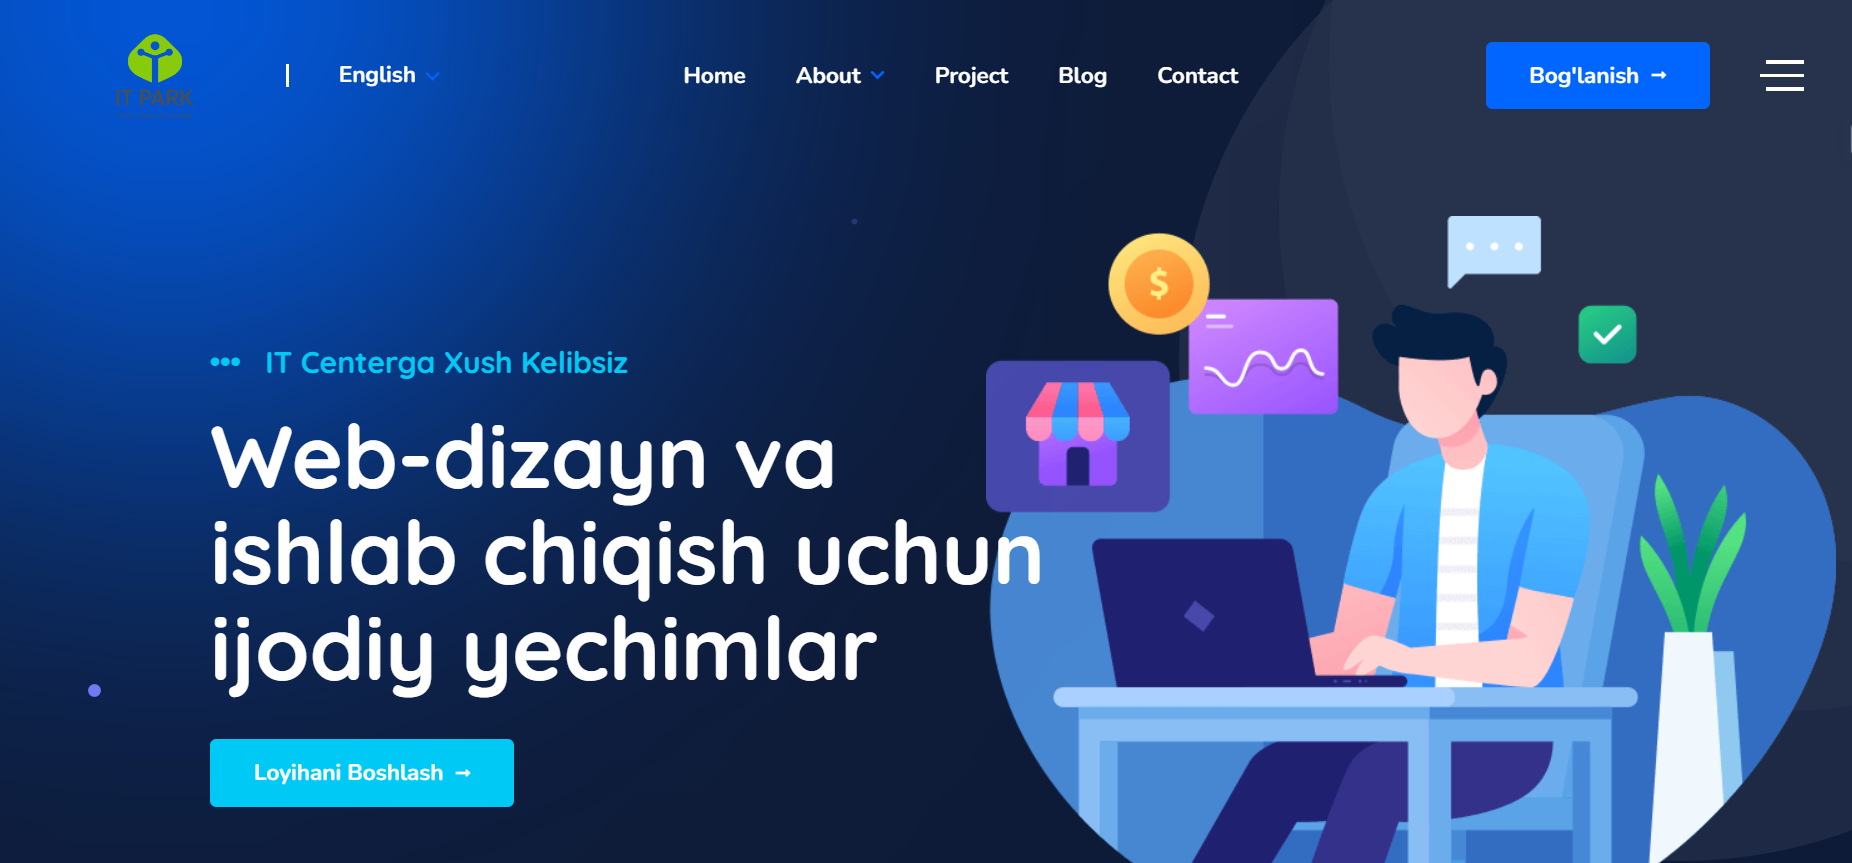 IT PARK
English
Home About Project Blog Contact
Bog'lanish →
$
IT Centerga Xush Kelibsiz
Web-dizayn va
ishlab chiqish uchun
ijodiy yechimlar
Loyihani Boshlash →